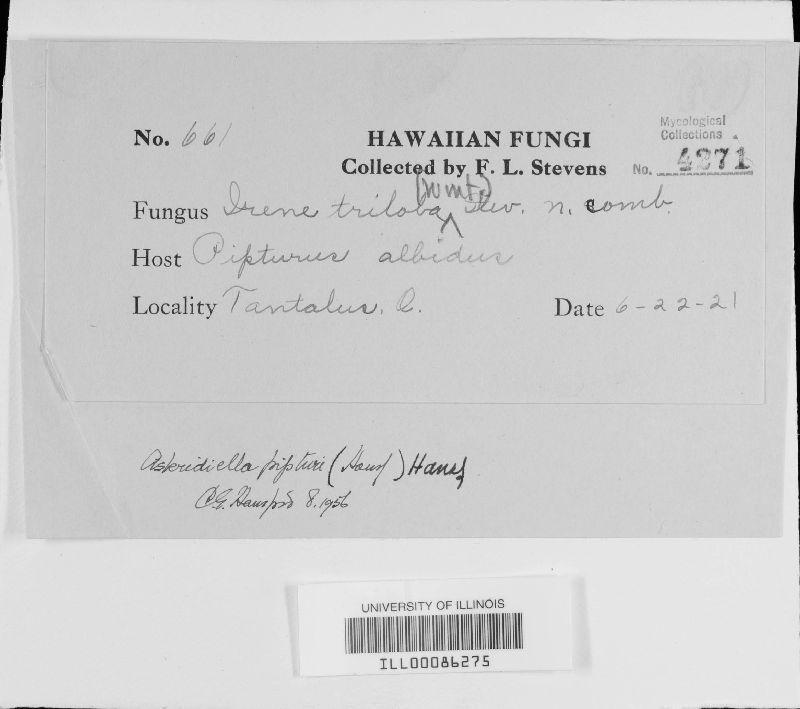 Mycological
Collections
No. 4271
No. 661
HAWAIIAN FUNGI
Collected by F. L. Stevens
Fungus Irene triloba (Wint.) Stev. n. comb.
Host Pipturus albidus
Locality Tantalus, O.
Date 6-22-21
Asteridiella pipturi (Hansf) Hansf
C.G. Hansford 8.1956
UNIVERSITY OF ILLINOIS
ILL00086275